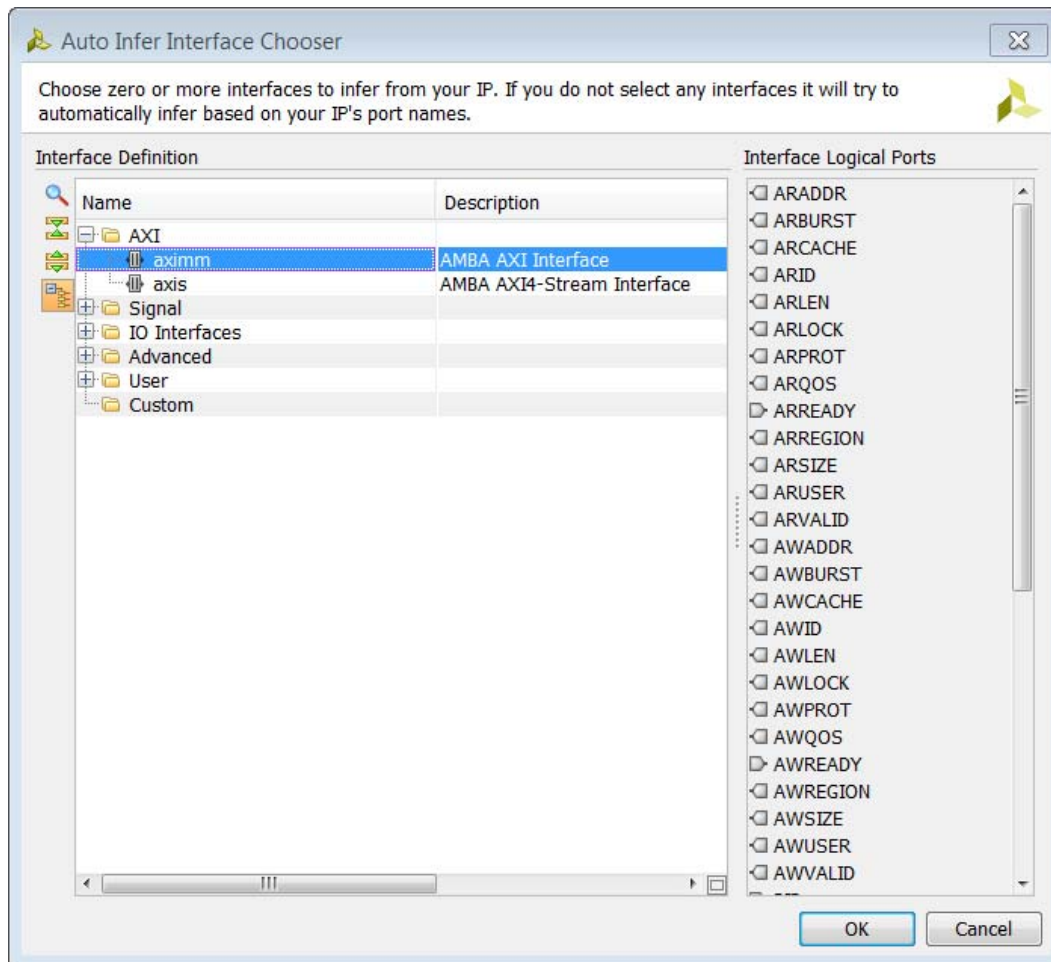 Auto Infer Interface Chooser
Choose zero or more interfaces to infer from your IP. If you do not select any interfaces it will try to
automatically infer based on your IP's port names.
Interface Definition
Name Description
AXI
aximm AMBA AXI Interface
axis AMBA AXI4-Stream Interface
Signal
IO Interfaces
Advanced
User
Custom
Interface Logical Ports
ARADDR
ARBURST
ARCACHE
ARID
ARLEN
ARLOCK
ARPROT
ARQOS
ARREADY
ARREGION
ARSIZE
ARUSER
ARVALID
AWADDR
AWBURST
AWCACHE
AWID
AWLEN
AWLOCK
AWPROT
AWQOS
AWREADY
AWREGION
AWSIZE
AWUSER
AWVALID
OK Cancel